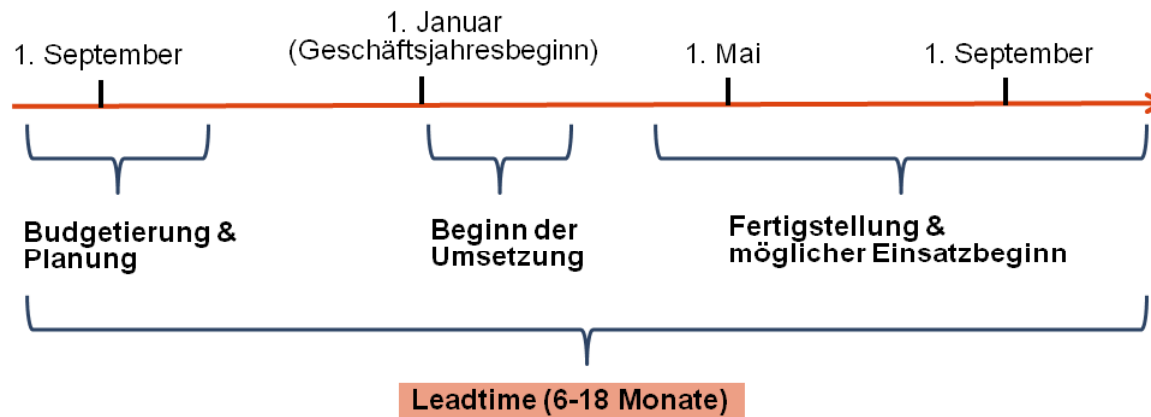 1. September
1. Januar
(Geschäftsjahresbeginn)
1. Mai
1. September
Budgetierung &
Planung
Beginn der
Umsetzung
Fertigstellung &
möglicher Einsatzbeginn
Leadtime (6-18 Monate)